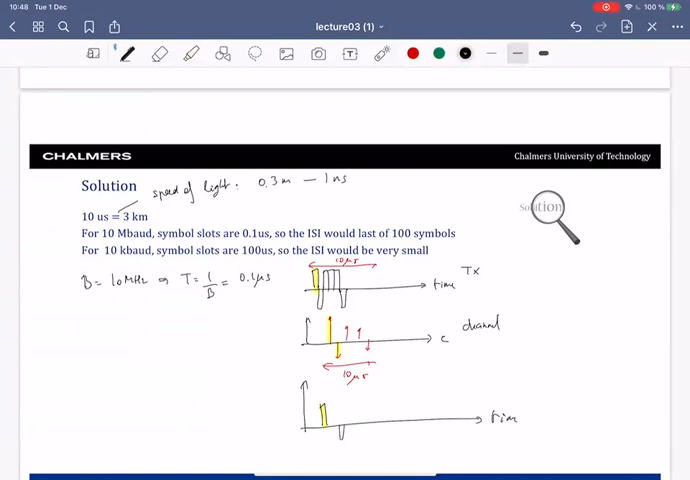 10:48 Tue 1 Dec
100 %
lecture03 (1)
CHALMERS
Chalmers University of Technology
Solution
speed of light: 0.3m — 1ns
Solution
10 us = 3 km
For 10 Mbaud, symbol slots are 0.1us, so the ISI would last of 100 symbols
For 10 kbaud, symbol slots are 100us, so the ISI would be very small
10μs
B = 10MHz ⇒ T = 1/B = 0.1μs
time
Tx
channel
10μs
time